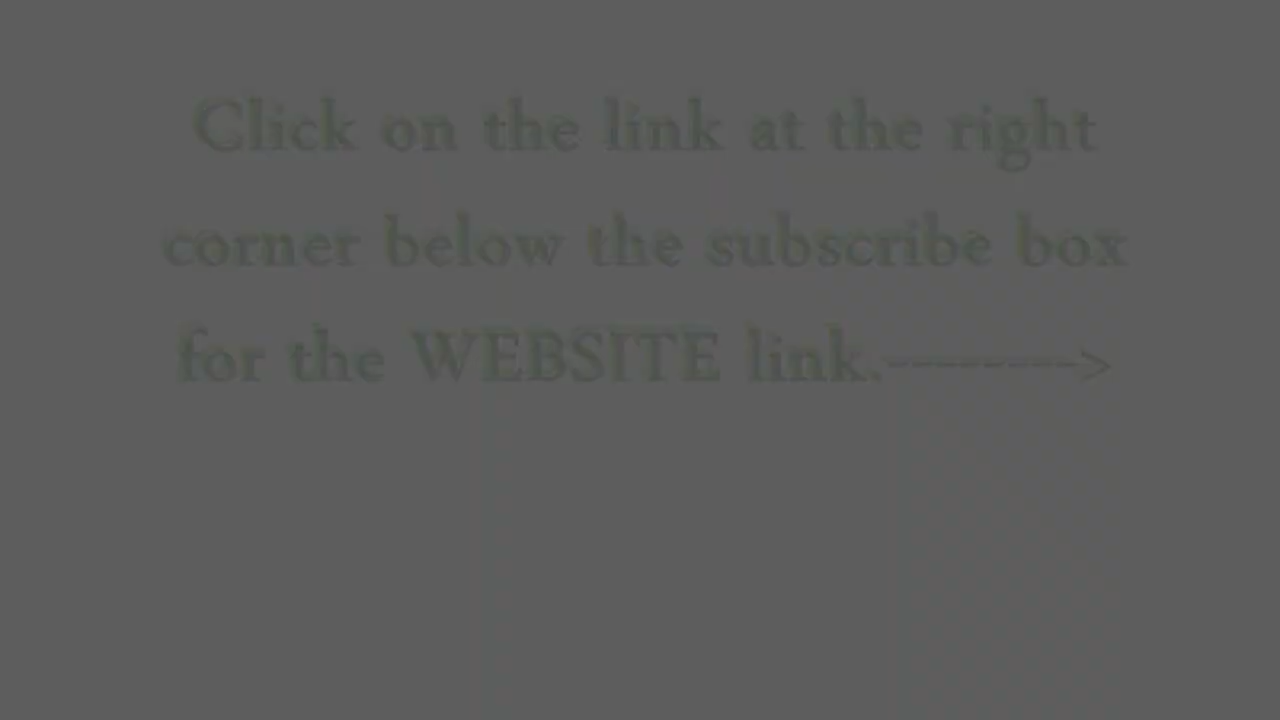 Click on the link at the right
corner below the subscribe box
for the WEBSITE link.-------->